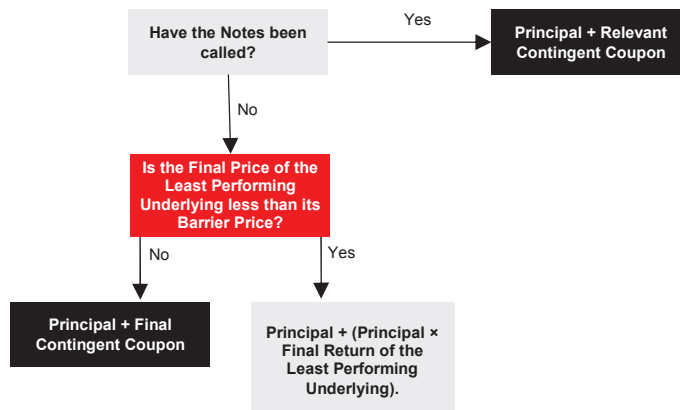 Have the Notes been
called?
Yes
Principal + Relevant
Contingent Coupon
No
Is the Final Price of the
Least Performing
Underlying less than its
Barrier Price?
No
Yes
Principal + Final
Contingent Coupon
Principal + (Principal ×
Final Return of the
Least Performing
Underlying).